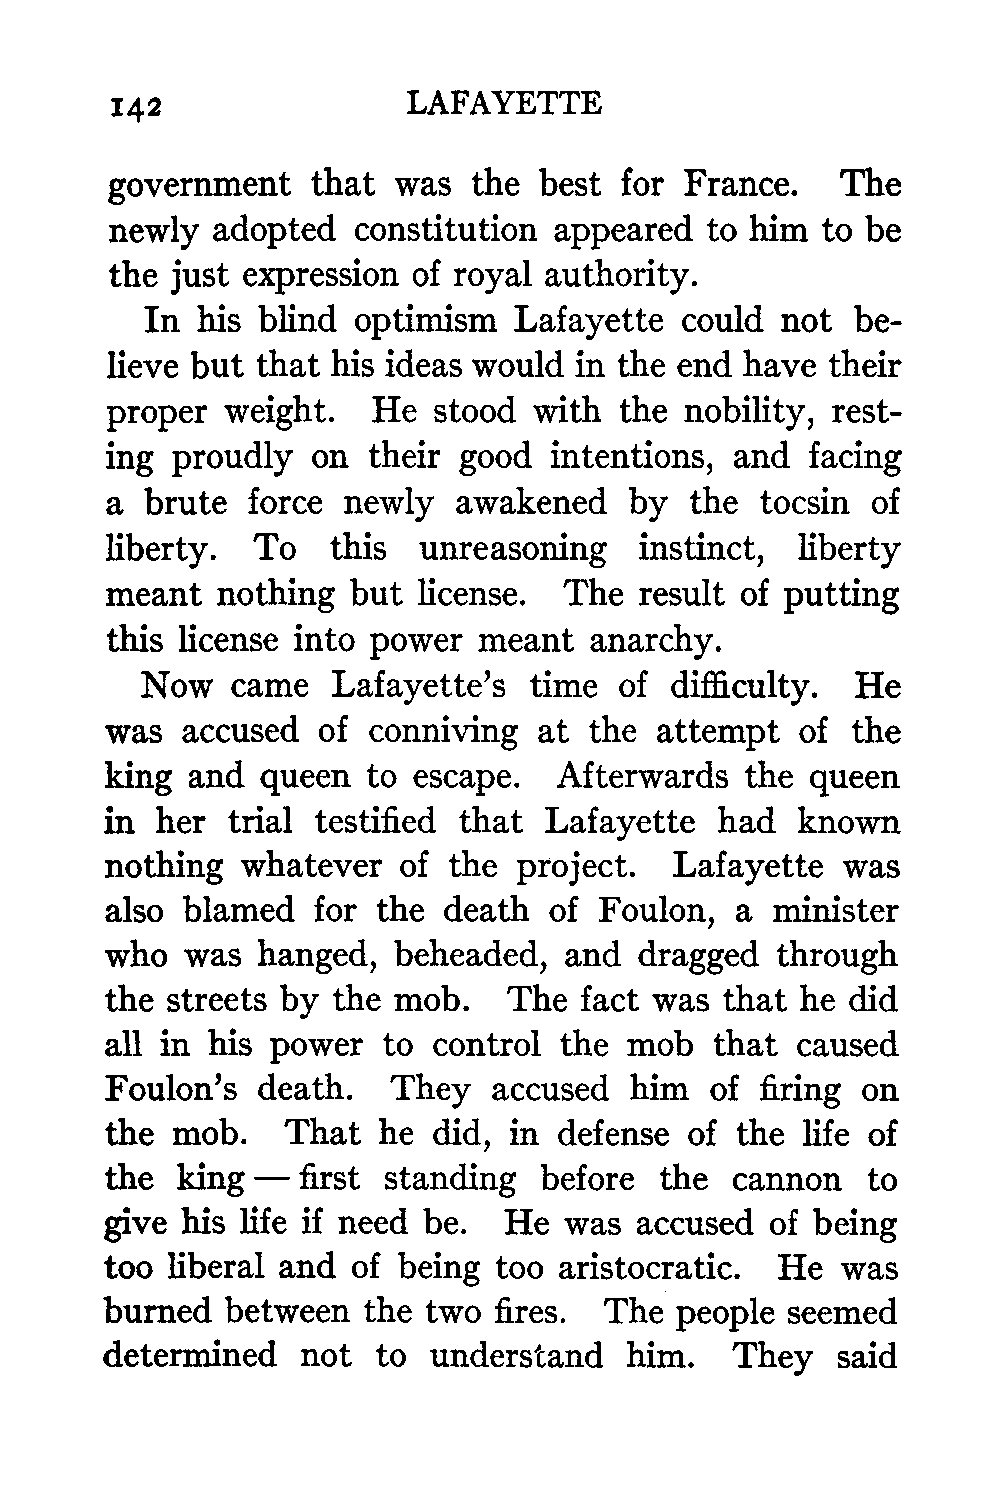 142 LAFAYETTE
government that was the best for France. The
newly adopted constitution appeared to him to be
the just expression of royal authority.
In his blind optimism Lafayette could not be-
lieve but that his ideas would in the end have their
proper weight. He stood with the nobility, rest-
ing proudly on their good intentions, and facing
a brute force newly awakened by the tocsin of
liberty. To this unreasoning instinct, liberty
meant nothing but license. The result of putting
this license into power meant anarchy.
Now came Lafayette's time of difficulty. He
was accused of conniving at the attempt of the
king and queen to escape. Afterwards the queen
in her trial testified that Lafayette had known
nothing whatever of the project. Lafayette was
also blamed for the death of Foulon, a minister
who was hanged, beheaded, and dragged through
the streets by the mob. The fact was that he did
all in his power to control the mob that caused
Foulon's death. They accused him of firing on
the mob. That he did, in defense of the life of
the king — first standing before the cannon to
give his life if need be. He was accused of being
too liberal and of being too aristocratic. He was
burned between the two fires. The people seemed
determined not to understand him. They said